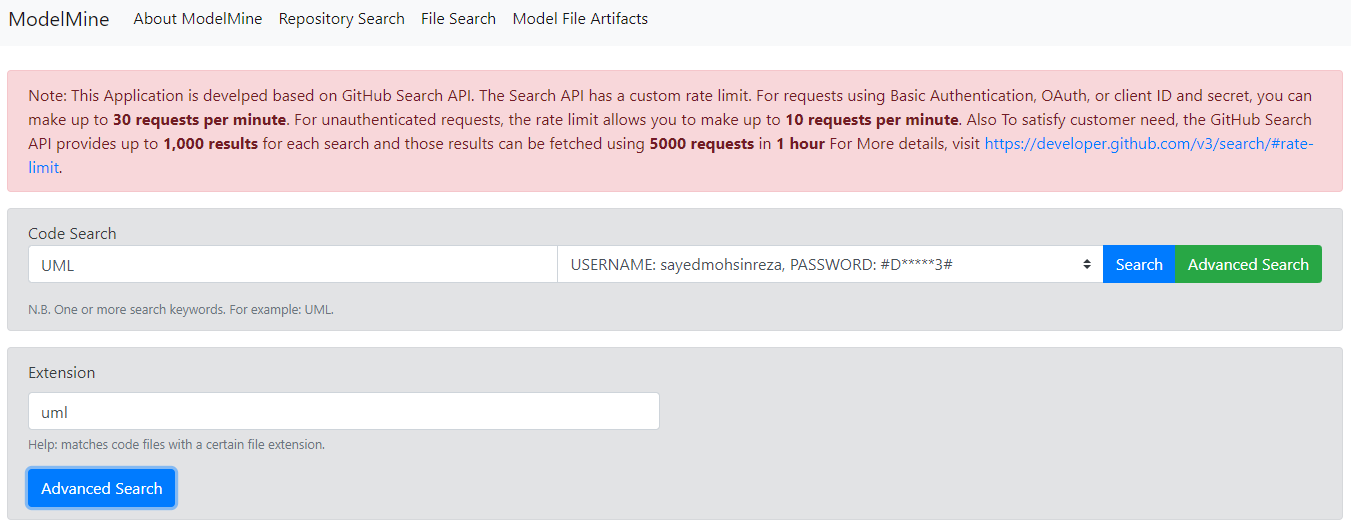 ModelMine About ModelMine Repository Search File Search Model File Artifacts
Note: This Application is develped based on GitHub Search API. The Search API has a custom rate limit. For requests using Basic Authentication, OAuth, or client ID and secret, you can
make up to 30 requests per minute. For unauthenticated requests, the rate limit allows you to make up to 10 requests per minute. Also To satisfy customer need, the GitHub Search
API provides up to 1,000 results for each search and those results can be fetched using 5000 requests in 1 hour For More details, visit https://developer.github.com/v3/search/#rate-
limit.
Code Search
UML USERNAME: sayedmohsinreza, PASSWORD: #D*****3# Search Advanced Search
N.B. One or more search keywords. For example: UML.
Extension
uml
Help: matches code files with a certain file extension.
Advanced Search